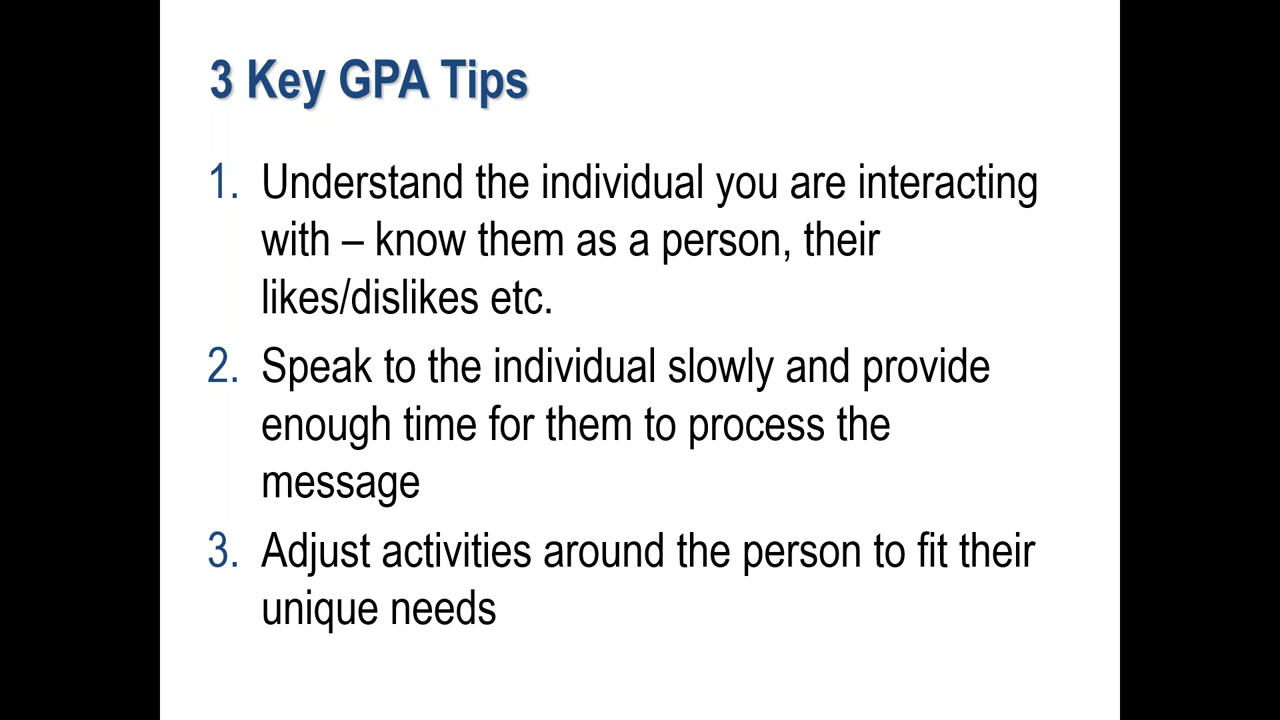 3 Key GPA Tips
1. Understand the individual you are interacting
with – know them as a person, their
likes/dislikes etc.
2. Speak to the individual slowly and provide
enough time for them to process the
message
3. Adjust activities around the person to fit their
unique needs